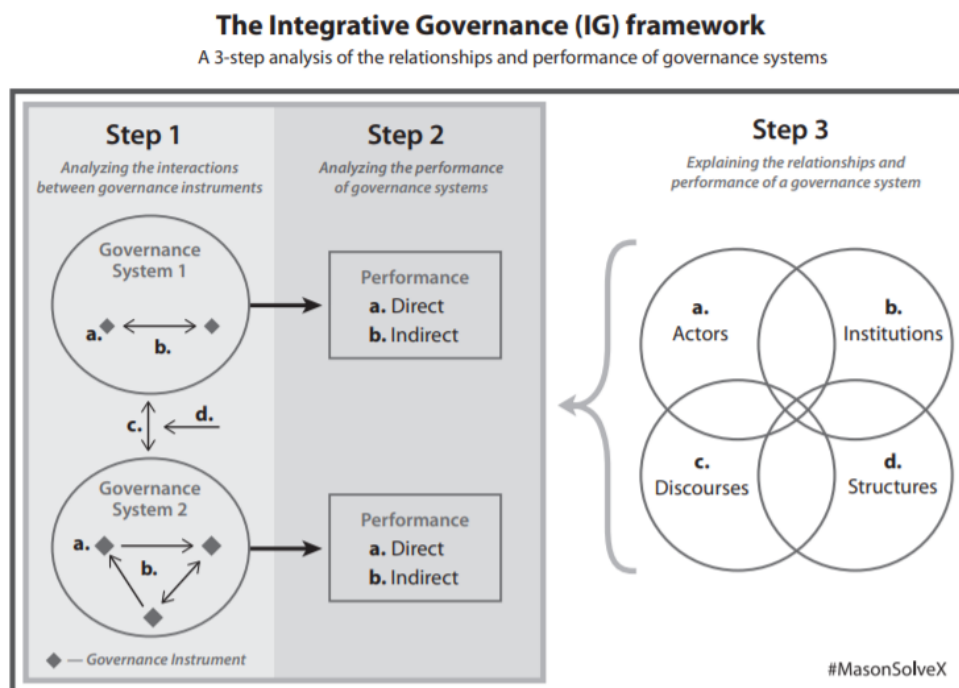 The Integrative Governance (IG) framework
A 3-step analysis of the relationships and performance of governance systems
Step 1
Analyzing the interactions
between governance instruments
Governance
System 1
a.
b.
c.
d.
Governance
System 2
a.
b.
◆ — Governance Instrument
Step 2
Analyzing the performance
of governance systems
Performance
a. Direct
b. Indirect
Performance
a. Direct
b. Indirect
Step 3
Explaining the relationships and
performance of a governance system
a.
Actors
b.
Institutions
c.
Discourses
d.
Structures
#MasonSolveX